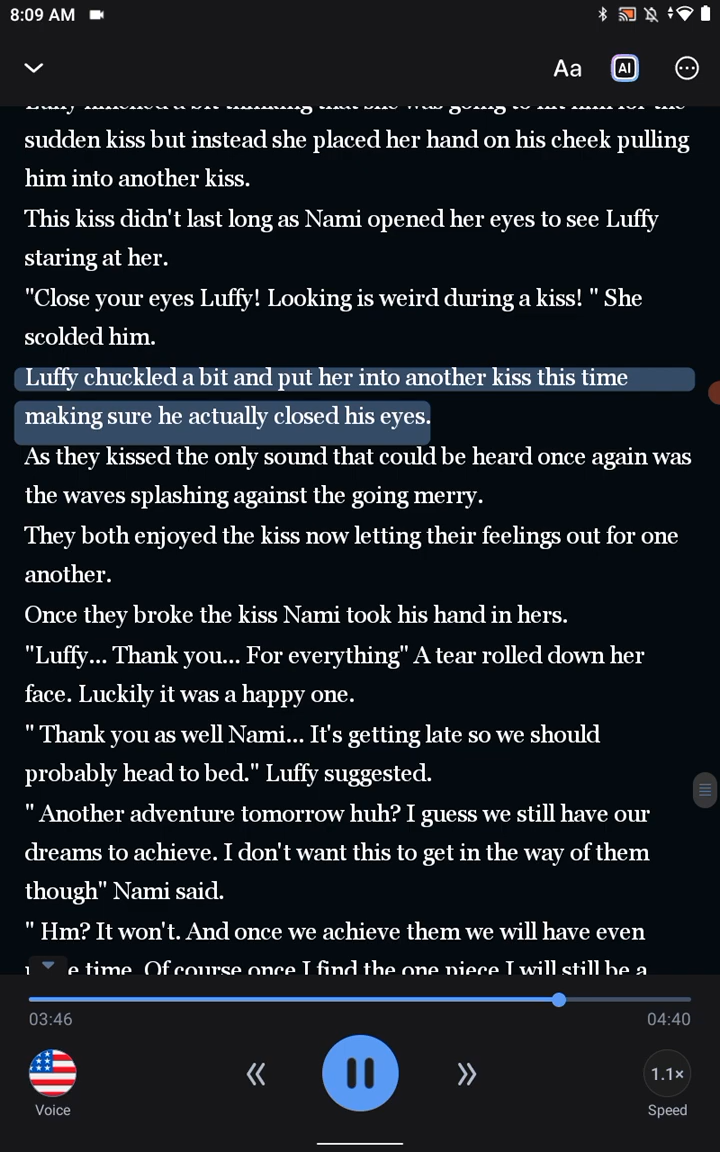 8:09 AM
Aa
AI
sudden kiss but instead she placed her hand on his cheek pulling
him into another kiss.
This kiss didn't last long as Nami opened her eyes to see Luffy
staring at her.
"Close your eyes Luffy! Looking is weird during a kiss! " She
scolded him.
Luffy chuckled a bit and put her into another kiss this time
making sure he actually closed his eyes.
As they kissed the only sound that could be heard once again was
the waves splashing against the going merry.
They both enjoyed the kiss now letting their feelings out for one
another.
Once they broke the kiss Nami took his hand in hers.
"Luffy... Thank you... For everything" A tear rolled down her
face. Luckily it was a happy one.
" Thank you as well Nami... It's getting late so we should
probably head to bed." Luffy suggested.
" Another adventure tomorrow huh? I guess we still have our
dreams to achieve. I don't want this to get in the way of them
though" Nami said.
" Hm? It won't. And once we achieve them we will have even
time. Of course once I find the one piece I will still be a
03:46
04:40
1.1×
Voice
Speed